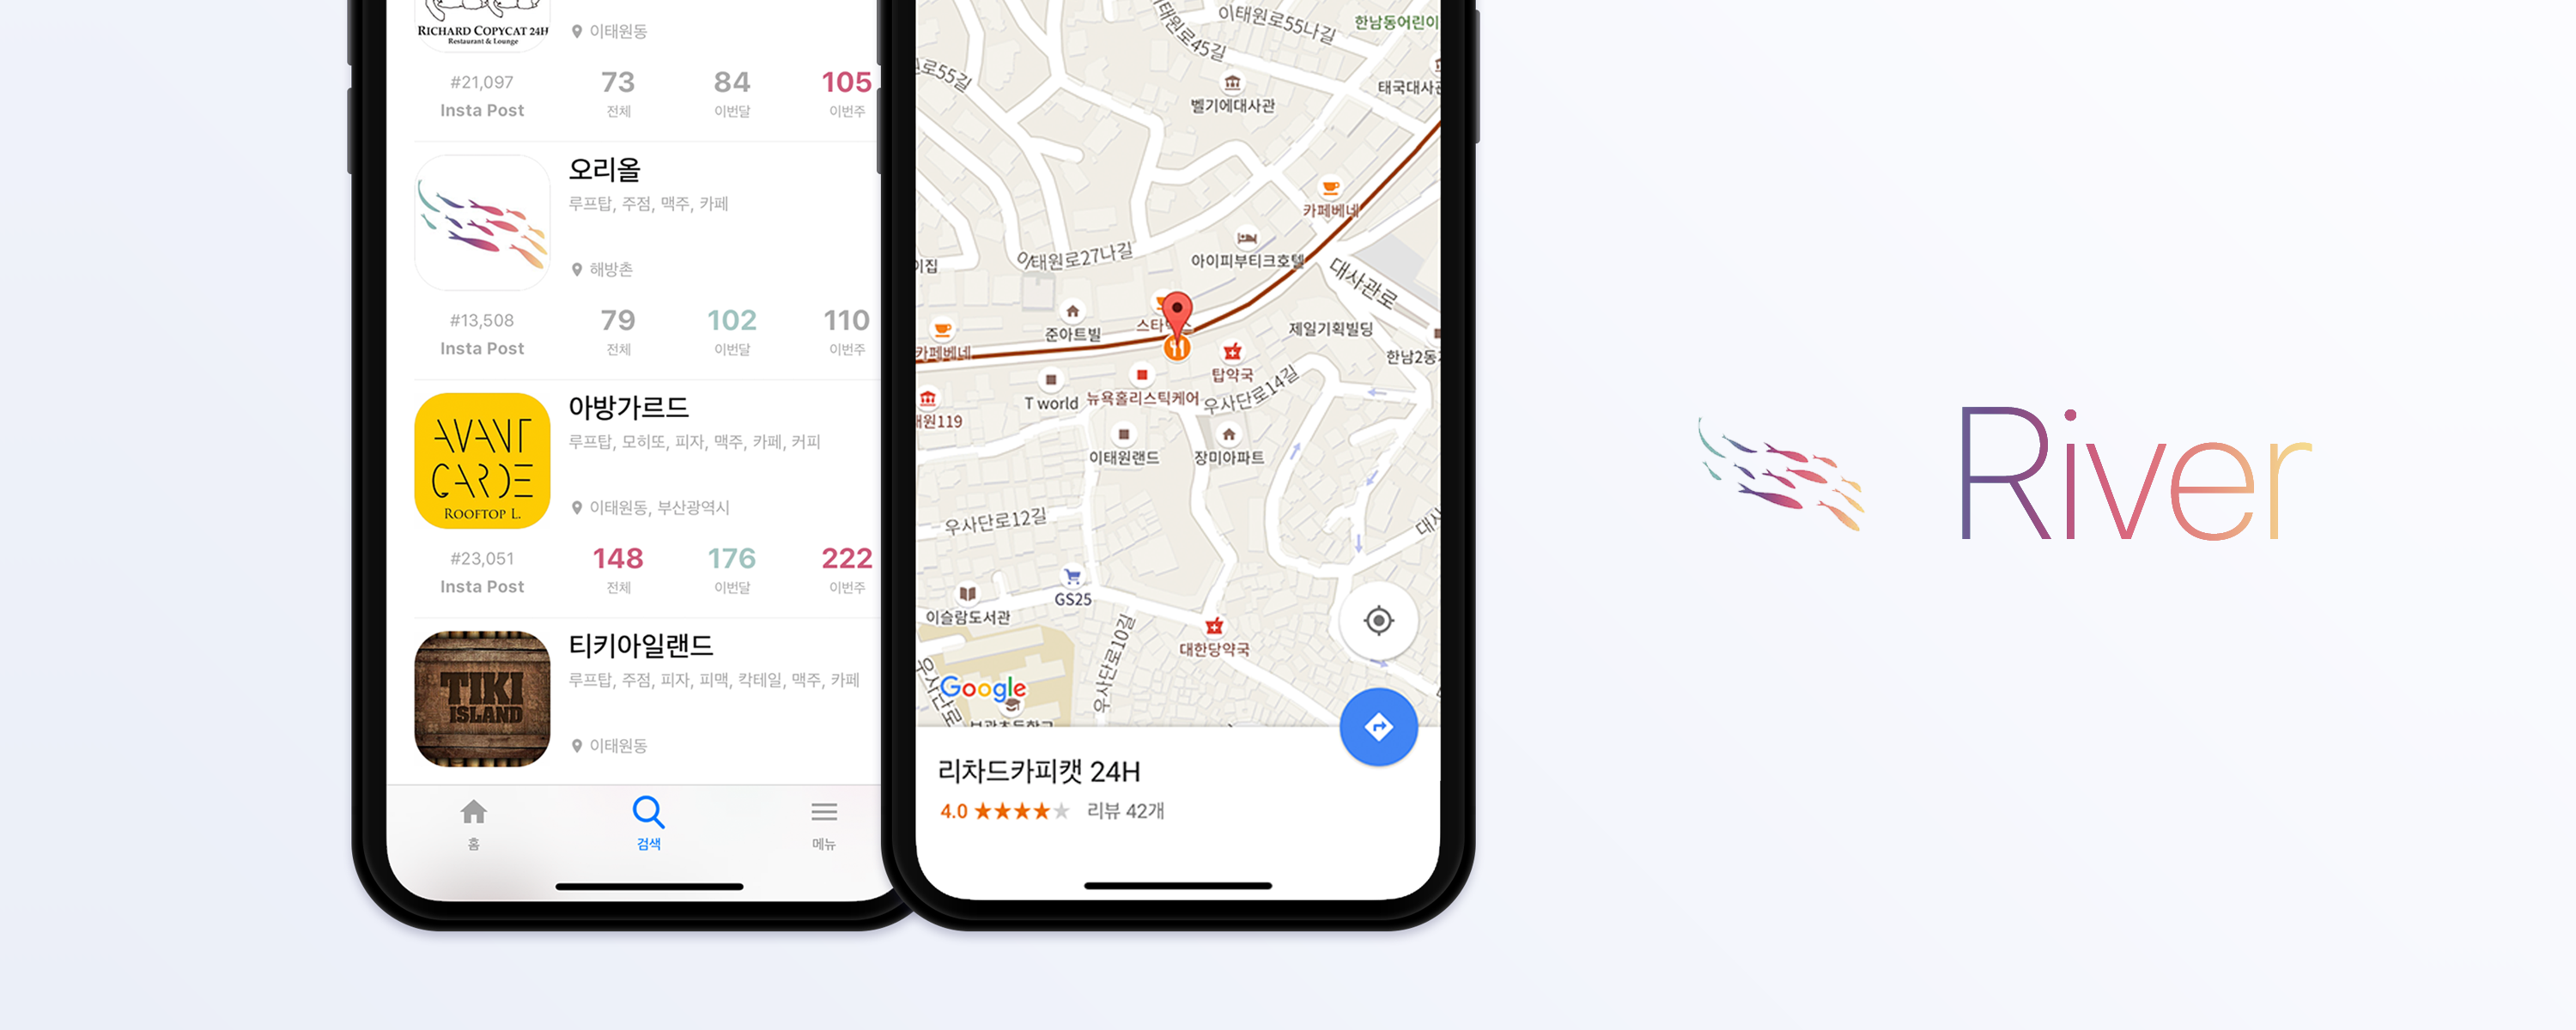 RICHARD COPYCAT 24H
Restaurant & Lounge
이태원동
#21,097
Insta Post
73
전체
84
이번달
105
이번주
오리올
루프탑, 주점, 맥주, 카페
해방촌
#13,508
Insta Post
79
전체
102
이번달
110
이번주
AVANT
GARDE
ROOFTOP L.
아방가르드
루프탑, 모히또, 피자, 맥주, 카페, 커피
이태원동, 부산광역시
#23,051
Insta Post
148
전체
176
이번달
222
이번주
TIKI
ISLAND
티키아일랜드
루프탑, 주점, 피자, 피맥, 칵테일, 맥주, 카페
이태원동
홈
검색
메뉴
이태원로55나길
한남동어린이
이태원로45길
로55길
벨기에대사관
태국대사관
카페베네
이태원로27나길
아이피부티크호텔
이집
대사관로
준아트빌
스타
제일기획빌딩
카페베네
한남2동
탑약국
T world
뉴욕홀리스틱케어
우사단로14길
태원119
이태원랜드
장미아파트
우사단로12길
대사
GS25
이슬람도서관
우사단로10길
대한당약국
우사단로
Google
보광초등학교
리차드카피캣 24H
4.0
리뷰 42개
River